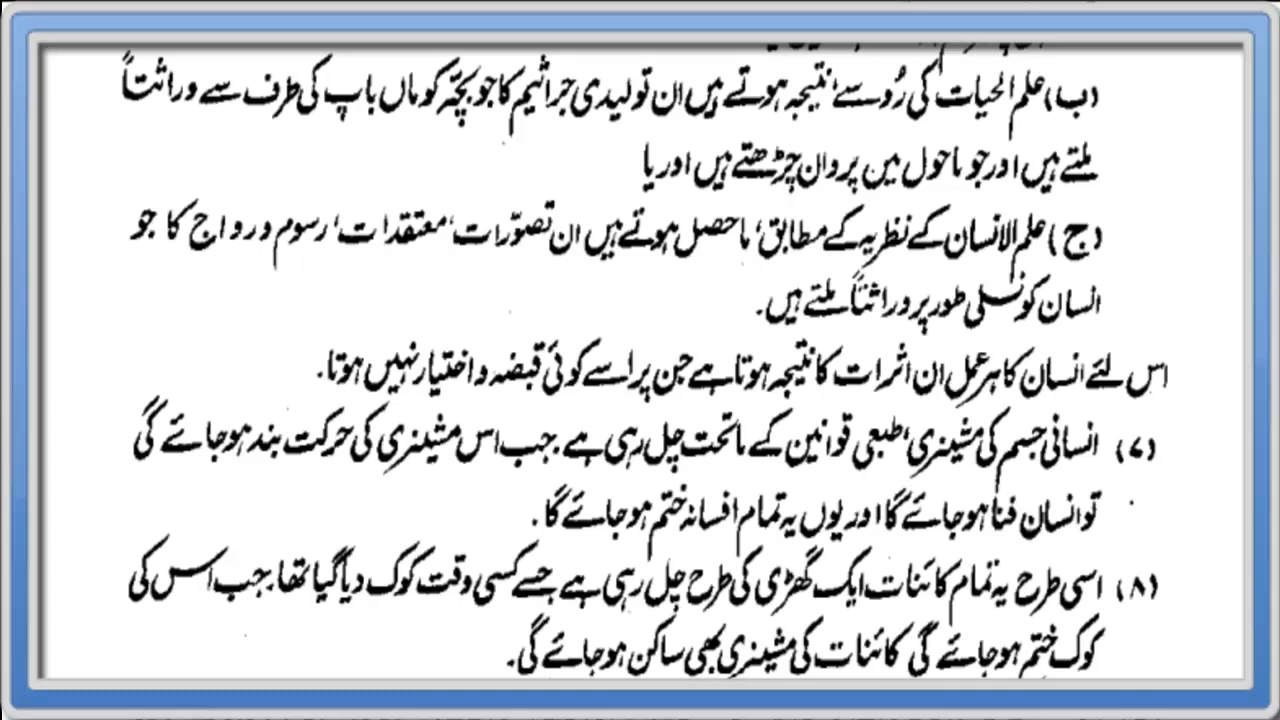 (ب) علم الحیات کی رُو سے' نتیجہ ہوتے ہیں ان تولیدی جراثیم کا جو بچّہ کو ماں باپ کی طرف سے وراثتاً
ملتے ہیں اور جو ماحول میں پروان چڑھتے ہیں اور یا
(ج) علم الانسان کے نظریہ کے مطابق' ماحصل ہوتے ہیں ان تصوّرات' معتقدات' رسوم و رواج کا جو
انسان کو نسلی طور پر وراثتاً ملتے ہیں۔
اس لئے انسان کا ہر عمل ان اثرات کا نتیجہ ہوتا ہے جن پر اسے کوئی قبضہ و اختیار نہیں ہوتا۔
(۷) انسانی جسم کی مشینری' طبعی قوانین کے ماتحت چل رہی ہے۔ جب اس مشینری کی حرکت بند ہو جائے گی
تو انسان فنا ہو جائے گا اور یوں یہ تمام افسانہ ختم ہو جائے گا۔
(۸) اسی طرح یہ تمام کائنات ایک گھڑی کی طرح چل رہی ہے جسے کسی وقت کوک دیا گیا تھا۔ جب اس کی
کوک ختم ہو جائے گی کائنات کی مشینری بھی ساکن ہو جائے گی۔